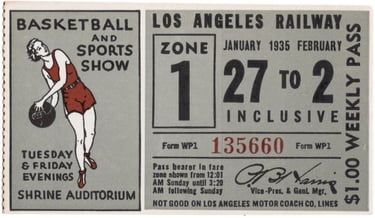 BASKETBALL
AND
SPORTS
SHOW
TUESDAY
& FRIDAY
EVENINGS
SHRINE AUDITORIUM
LOS ANGELES RAILWAY
ZONE
1
JANUARY 1935 FEBRUARY
27 TO 2
INCLUSIVE
Form WP1 135660 Form WP1
Pass bearer in fare
zone shown from 12:01
AM Sunday until 3:20
AM following Sunday
Vice-Pres. & Genl. Mgr.
NOT GOOD ON LOS ANGELES MOTOR COACH CO. LINES
$1.00 WEEKLY PASS